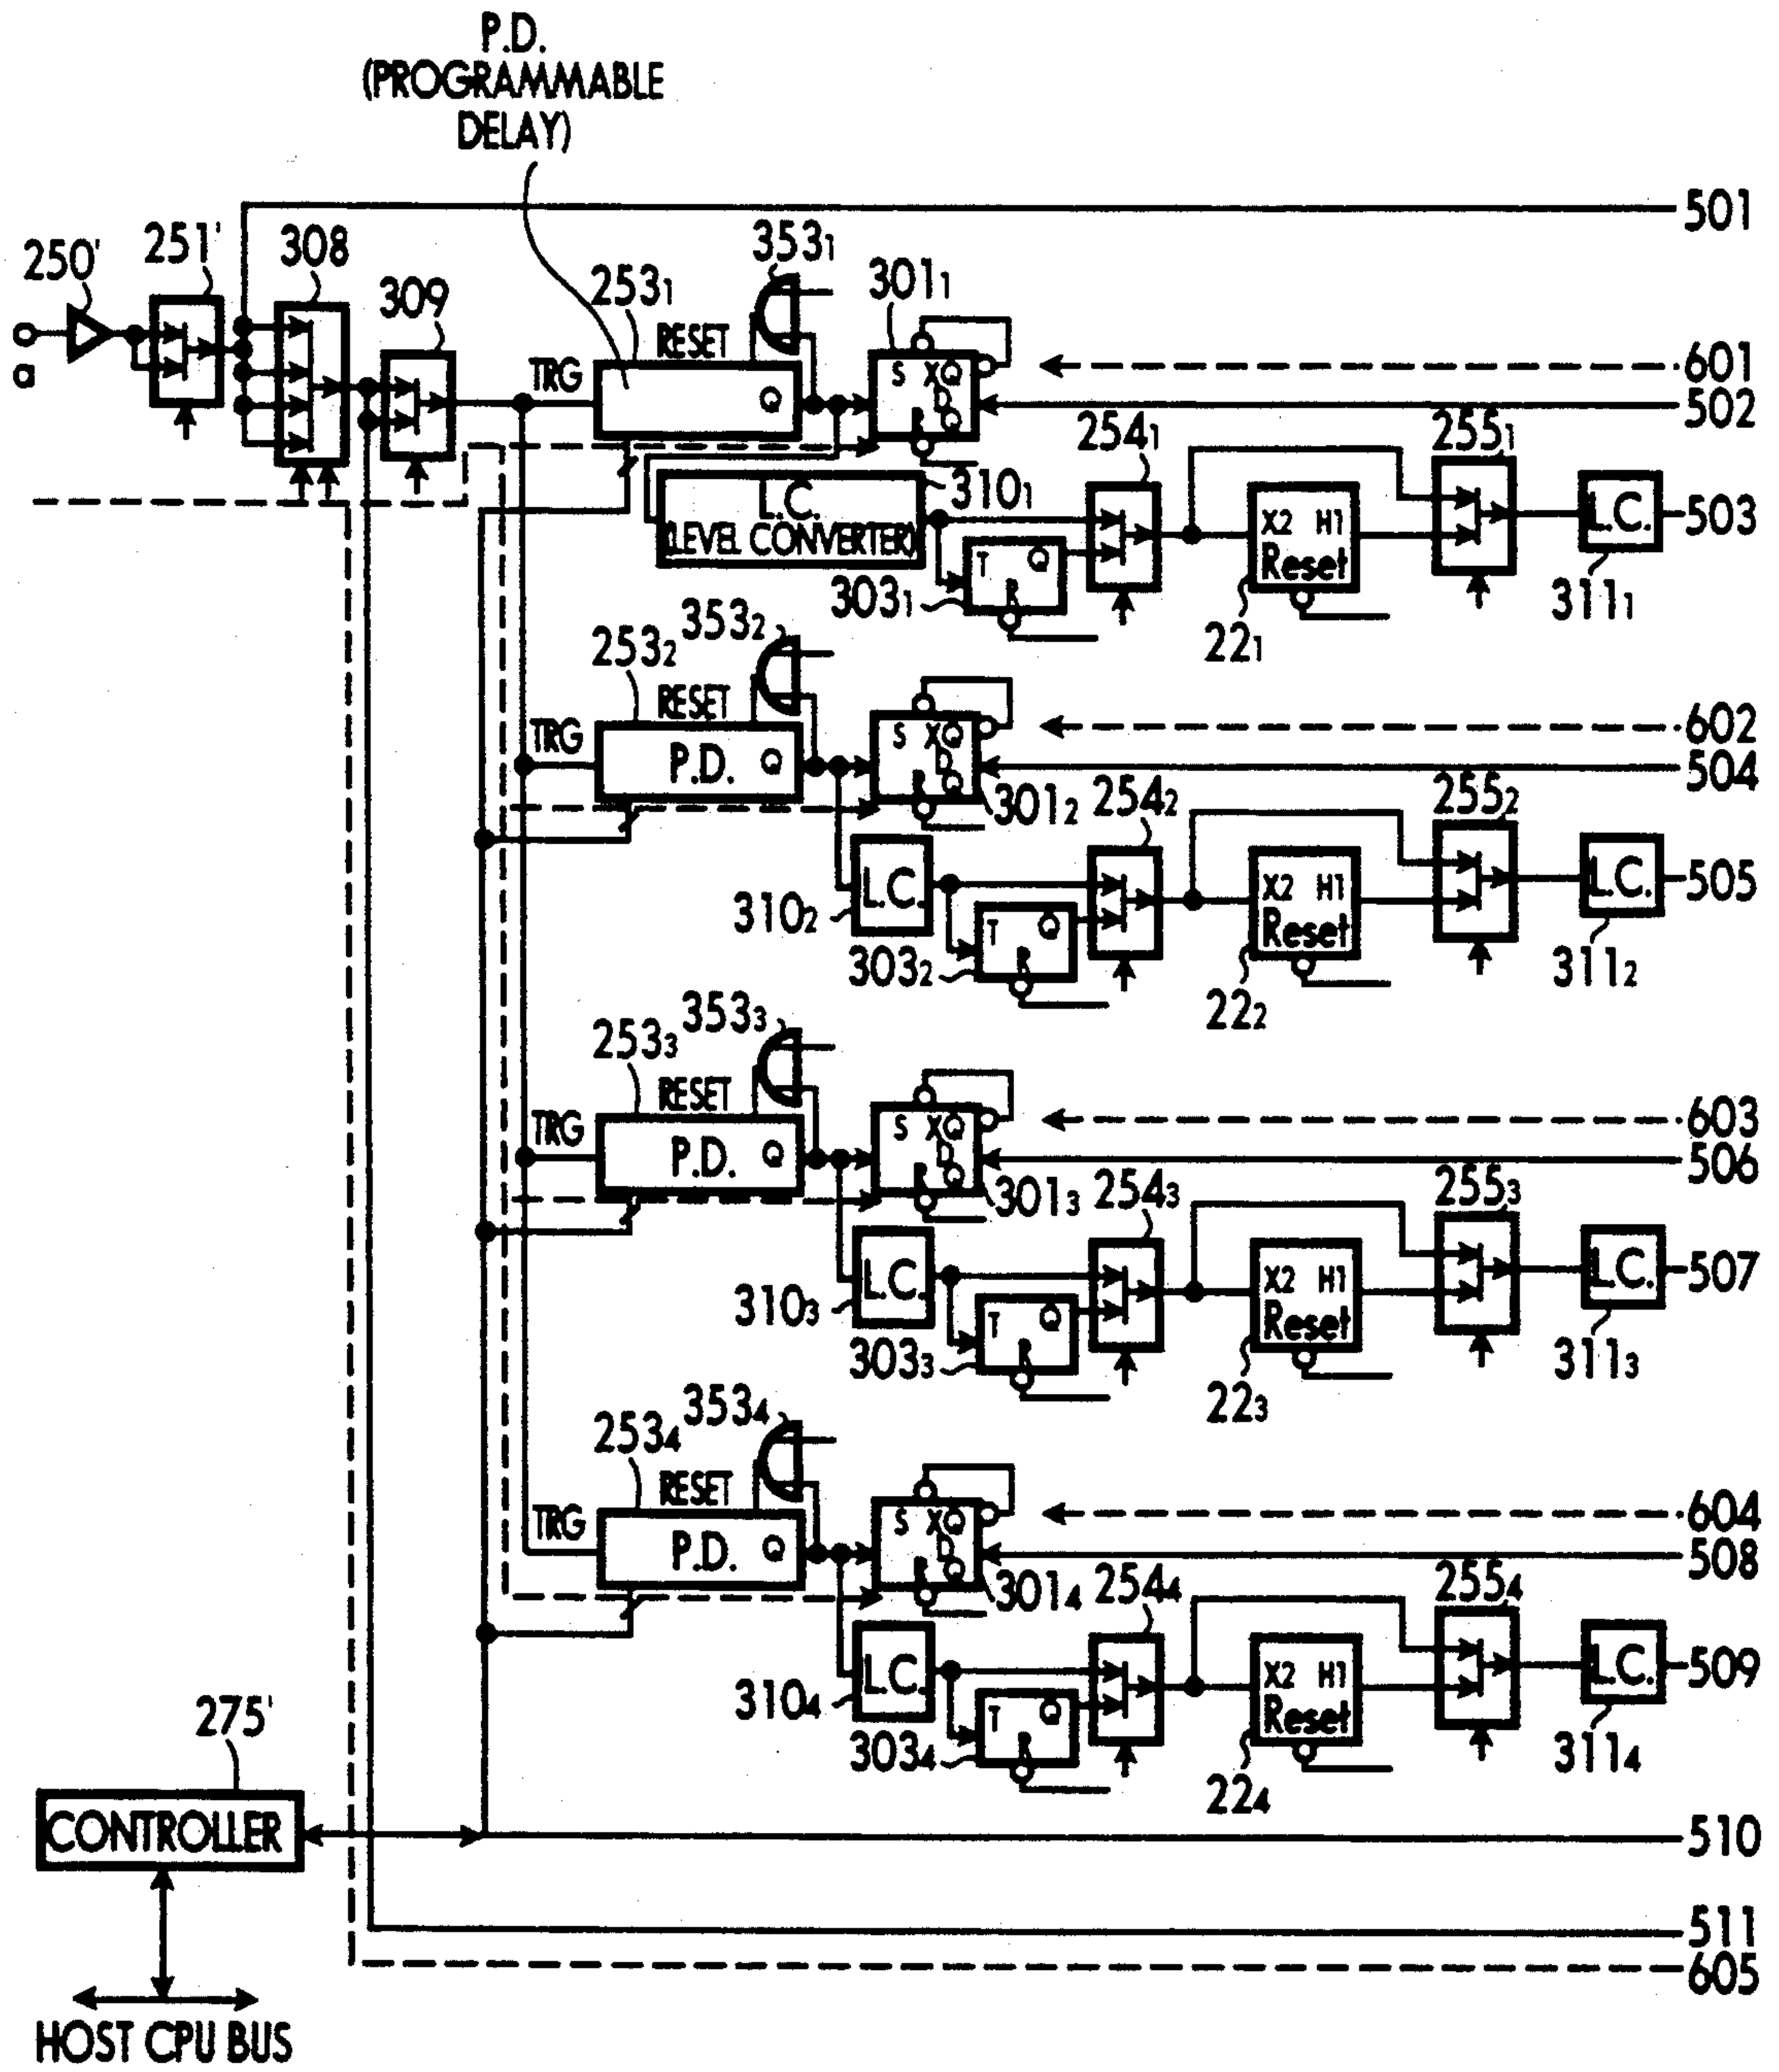 P.D.
(PROGRAMMABLE
DELAY)
501
250'
251'
308
309
253₁
353₁
301₁
a
TRG
RESET
Q
S XQ
D
R Q
601
502
254₁
255₁
310₁
L.C.
(LEVEL CONVERTER)
T Q
R
303₁
X2 H1
Reset
22₁
L.C.
311₁
503
253₂
353₂
RESET
TRG
P.D. Q
S XQ
D
R Q
301₂
602
504
254₂
255₂
L.C.
310₂
T Q
R
303₂
X2 H1
Reset
22₂
L.C.
311₂
505
253₃
353₃
RESET
TRG
P.D. Q
S XQ
D
R Q
301₃
603
506
254₃
255₃
L.C.
310₃
T Q
R
303₃
X2 H1
Reset
22₃
L.C.
311₃
507
253₄
353₄
RESET
TRG
P.D. Q
S XQ
D
R Q
301₄
604
508
254₄
255₄
L.C.
310₄
T Q
R
303₄
X2 H1
Reset
22₄
L.C.
311₄
509
275'
CONTROLLER
510
511
605
HOST CPU BUS